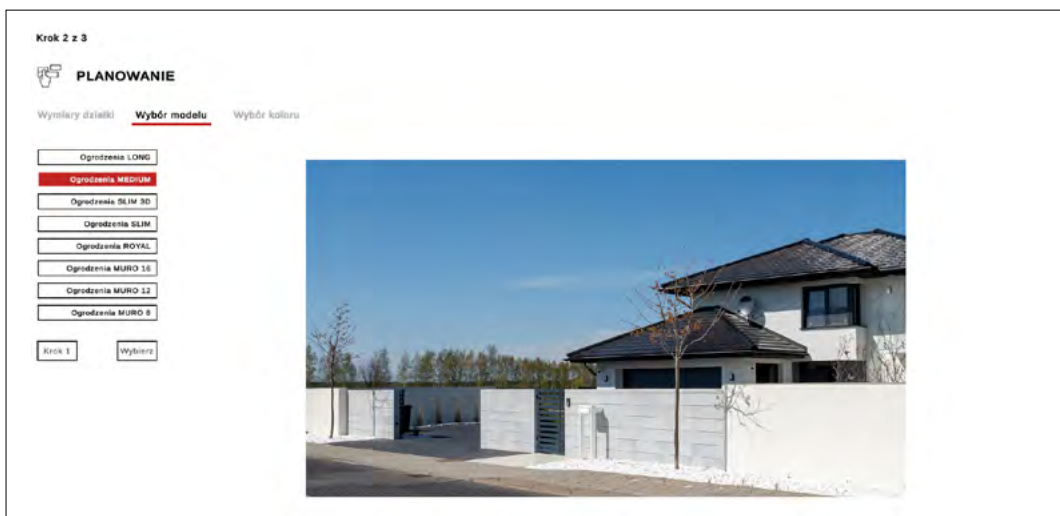 Krok 2 z 3
PLANOWANIE
Wymiary działki Wybór modelu Wybór koloru
Ogrodzenia LONG
Ogrodzenia MEDIUM
Ogrodzenia SLIM 3D
Ogrodzenia SLIM
Ogrodzenia ROYAL
Ogrodzenia MURO 16
Ogrodzenia MURO 12
Ogrodzenia MURO 8
Krok 1 Wybierz